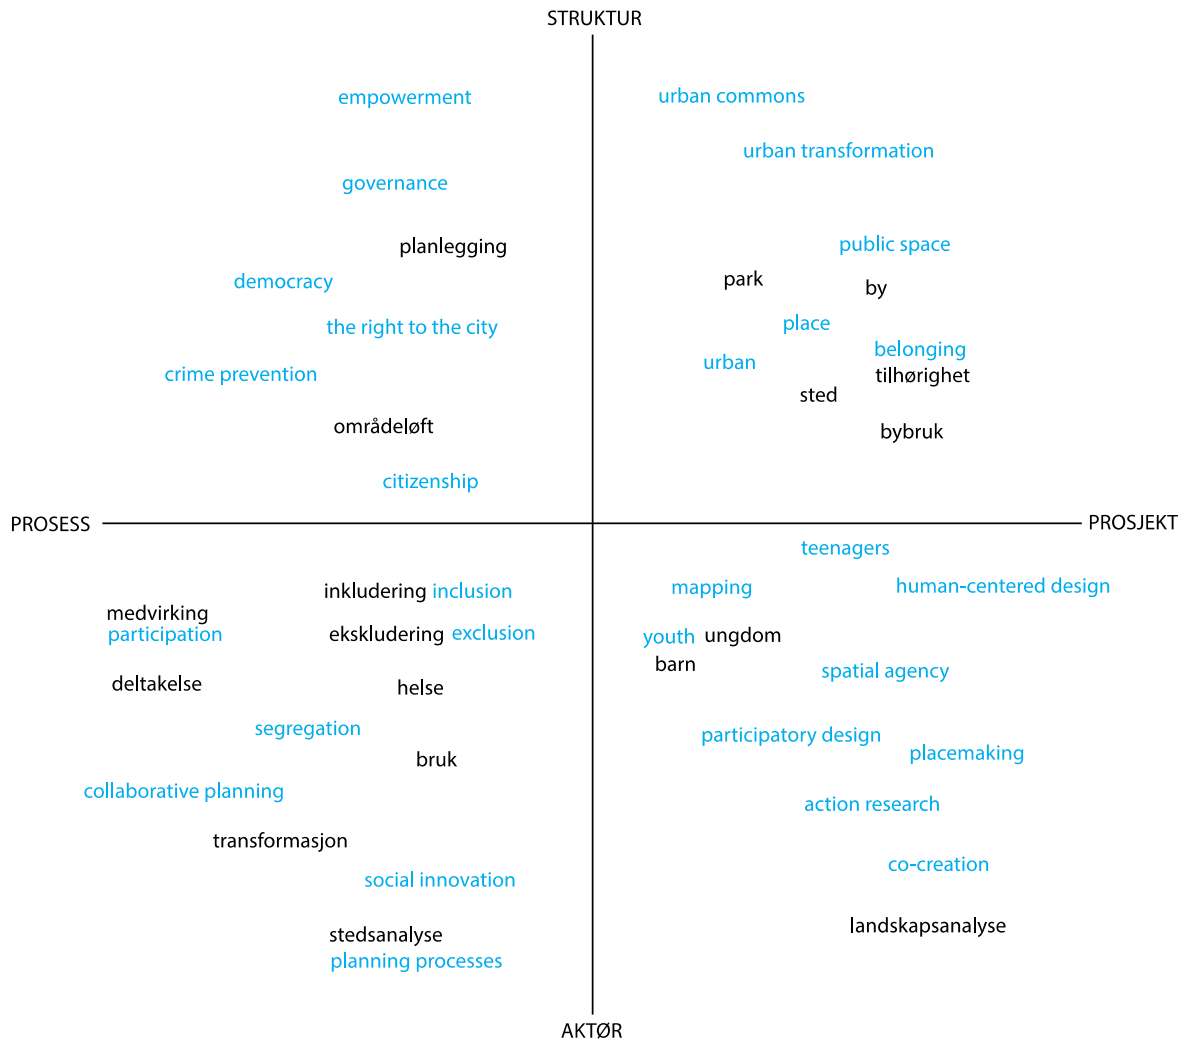 STRUKTUR
empowerment
urban commons
urban transformation
governance
planlegging
public space
democracy
park
by
the right to the city
place
crime prevention
urban
belonging
tilhørighet
sted
områdeløft
bybruk
citizenship
PROSESS
PROSJEKT
teenagers
inkludering inclusion
mapping
human-centered design
medvirking
participation
ekskludering exclusion
youth ungdom
barn
deltakelse
helse
spatial agency
segregation
participatory design
bruk
placemaking
collaborative planning
action research
transformasjon
social innovation
co-creation
stedsanalyse
landskapsanalyse
planning processes
AKTØR